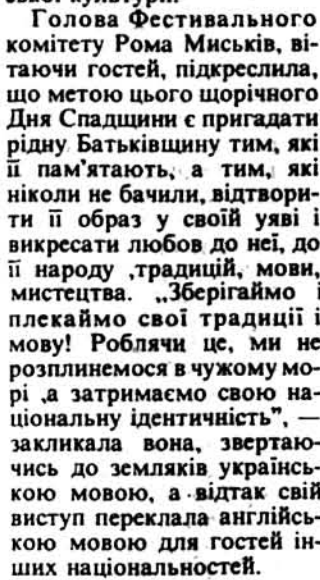 Голова Фестивального
комітету Рома Миськів, ві-
таючи гостей, підкреслила,
що метою цього щорічного
Дня Спадщини є пригадати
рідну Батьківщину тим, які
її пам'ятають, а тим, які
ніколи не бачили, відтвори-
ти її образ у своїй уяві і
викресати любов до неї, до
її народу ,традицій, мови,
мистецтва. „Зберігаймо і
плекаймо свої традиції і
мову! Роблячи це, ми не
розплинемося в чужому мо-
рі ,а затримаємо свою на-
ціональну ідентичність", —
закликала вона, звертаю-
чись до земляків українсь-
кою мовою, а відтак свій
виступ переклала англійсь-
кою мовою для гостей ін-
ших національностей.